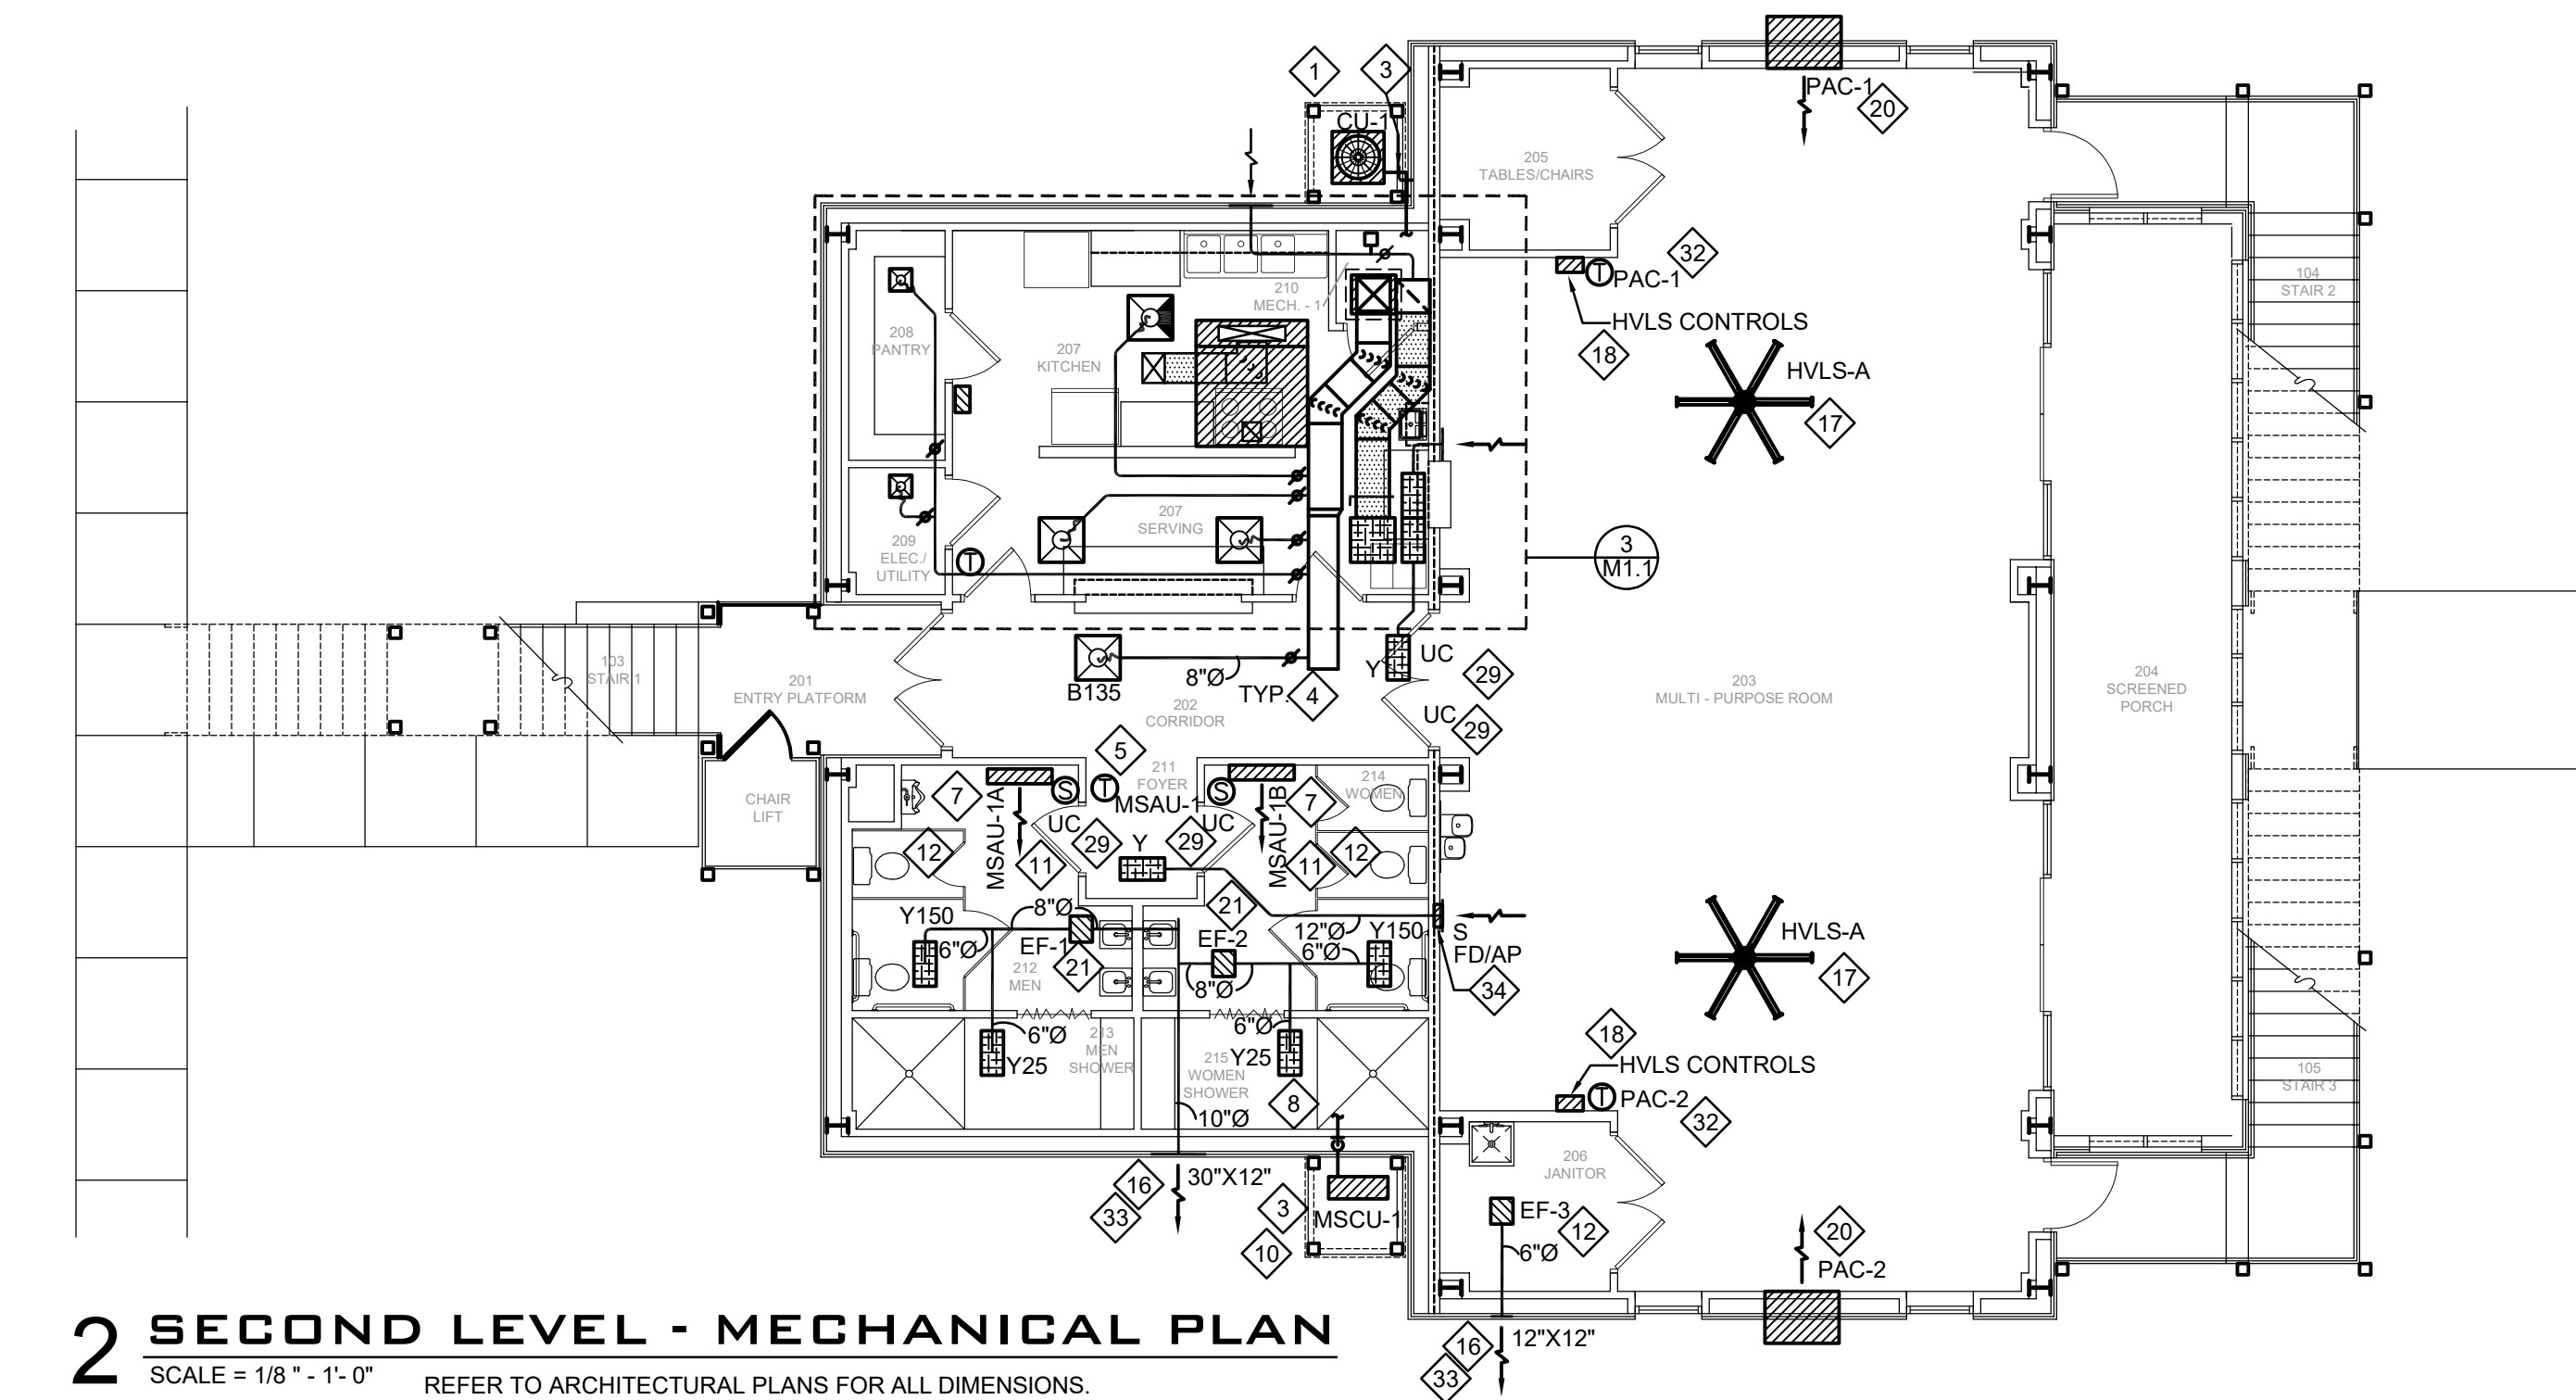 1
3
PAC-1
20
CU-1
205
TABLES/CHAIRS
32
PAC-1
HVLS CONTROLS
18
HVLS-A
17
104
STAIR 2
210
MECH. - 1
208
PANTRY
207
KITCHEN
207
SERVING
209
ELEC./
UTILITY
T
T
3
M1.1
103
STAIR 1
201
ENTRY PLATFORM
B135
8"Ø
TYP.
4
Y
UC
29
UC
29
202
CORRIDOR
203
MULTI - PURPOSE ROOM
204
SCREENED
PORCH
5
211
FOYER
CHAIR
LIFT
7
MSAU-1A
S
T
MSAU-1
S
UC
UC
MSAU-1B
7
214
WOMEN
12
11
29
Y
29
11
12
21
Y150
8"Ø
6"Ø
EF-1
21
212
MEN
EF-2
8"Ø
12"Ø
6"Ø
Y150
S
FD/AP
34
HVLS-A
17
6"Ø
Y25
213
MEN
SHOWER
215
WOMEN
SHOWER
6"Ø
Y25
8
10"Ø
18
HVLS CONTROLS
T
PAC-2
32
105
STAIR 3
206
JANITOR
16
33
30"X12"
3
10
MSCU-1
EF-3
12
6"Ø
20
PAC-2
16
33
12"X12"
2 SECOND LEVEL - MECHANICAL PLAN
SCALE = 1/8 " - 1'- 0"
REFER TO ARCHITECTURAL PLANS FOR ALL DIMENSIONS.